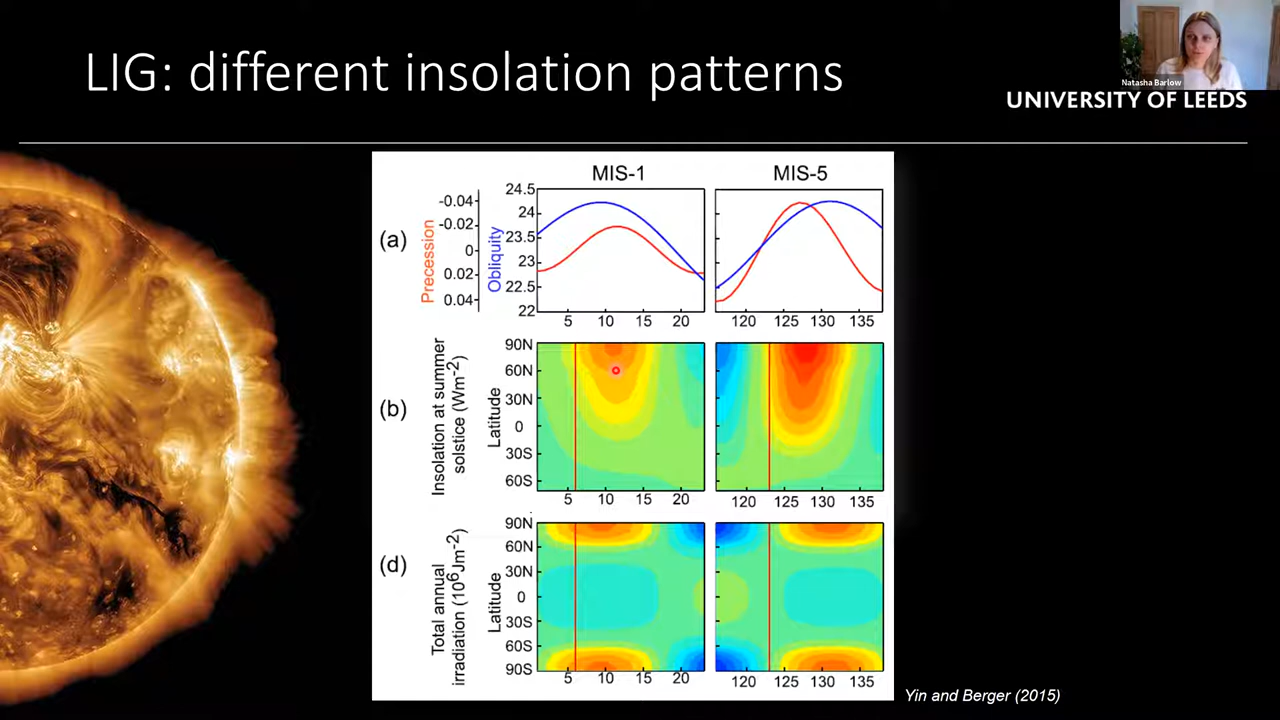 LIG: different insolation patterns
Natasha Barlow
UNIVERSITY OF LEEDS
MIS-1
MIS-5
(a)
Precession
-0.04
-0.02
0
0.02
0.04
Obliquity
24.5
24
23.5
23
22.5
22
5 10 15 20
120 125 130 135
(b)
Insolation at summer
solstice (Wm-2)
Latitude
90N
60N
30N
0
30S
60S
5 10 15 20
120 125 130 135
(d)
Total annual
irradiation (10^6Jm-2)
Latitude
90N
60N
30N
0
30S
60S
90S
5 10 15 20
120 125 130 135
Yin and Berger (2015)